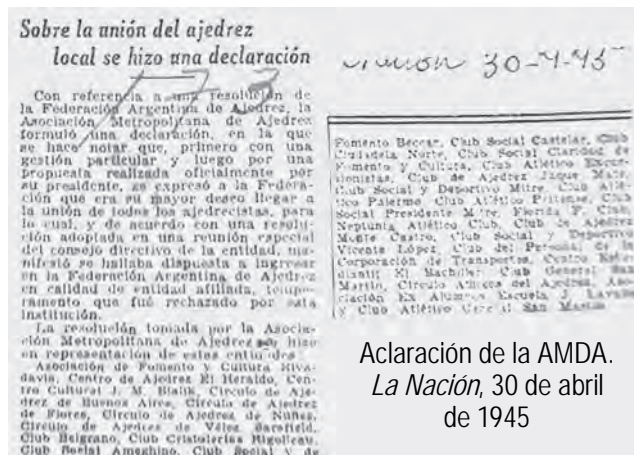 Sobre la unión del ajedrez
local se hizo una declaración
Con referencia a una resolución de
la Federación Argentina de Ajedrez, la
Asociación Metropolitana de Ajedrez
formuló una declaración, en la que
se hace notar que, primero con una
gestión particular y luego por una
propuesta realizada oficialmente por
su presidente, se expresó a la Federa-
ción que era su mayor deseo llegar a
la unión de todos los ajedrecistas, para
lo cual, y de acuerdo con una resolu-
ción adoptada en una reunión especial
del consejo directivo de la entidad, ma-
nifestó se hallaba dispuesta a ingresar
en la Federación Argentina de Ajedrez
en calidad de entidad afiliada, tempe-
ramento que fué rechazado por esta
institución.
La resolución tomada por la Asocia-
ción Metropolitana de Ajedrez se hizo
en representación de estas entidades:
Asociación de Fomento y Cultura Riva-
davia, Centro de Ajedrez El Heraldo, Cen-
tro Cultural J. M. Bialik, Círculo de Aje-
drez de Buenos Aires, Círculo de Ajedrez
de Flores, Círculo de Ajedrez de Núñez,
Círculo de Ajedrez de Vélez Sarsfield,
Club Belgrano, Club Cristalerías Rigolleau,
Club Social Ameghino, Club Social y de
30-4-45
Fomento Beccar, Club Social Castelar, Club
Ciudadela Norte, Club Social Claridad de
Fomento y Cultura, Club Atlético Excur-
sionistas, Club de Ajedrez Jaque Mate,
Club Social y Deportivo Mitre, Club Atlé-
tico Palermo, Club Atlético Platense, Club
Social Presidente Mitre, Florida F. Club,
Neptunia Atlético Club, Club de Ajedrez
Monte Castro, Club Social y Deportivo
Vicente López, Club del Personal de la
Corporación de Transportes, Centro Estu-
diantil El Bachiller, Club General San
Martín, Círculo Amigos del Ajedrez, Aso-
ciación Ex Alumnos Escuela J. Lavalle
y Club Atlético General San Martín
Aclaración de la AMDA.
La Nación, 30 de abril
de 1945